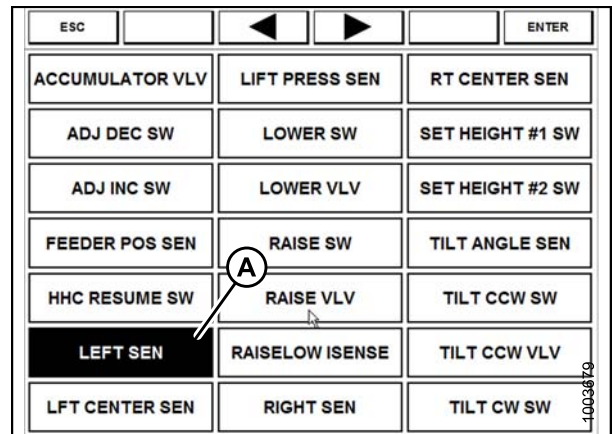 ESC ENTER
ACCUMULATOR VLV LIFT PRESS SEN RT CENTER SEN
ADJ DEC SW LOWER SW SET HEIGHT #1 SW
ADJ INC SW LOWER VLV SET HEIGHT #2 SW
FEEDER POS SEN RAISE SW TILT ANGLE SEN
A
HHC RESUME SW RAISE VLV TILT CCW SW
LEFT SEN RAISELOW ISENSE TILT CCW VLV
LFT CENTER SEN RIGHT SEN TILT CW SW
1003679